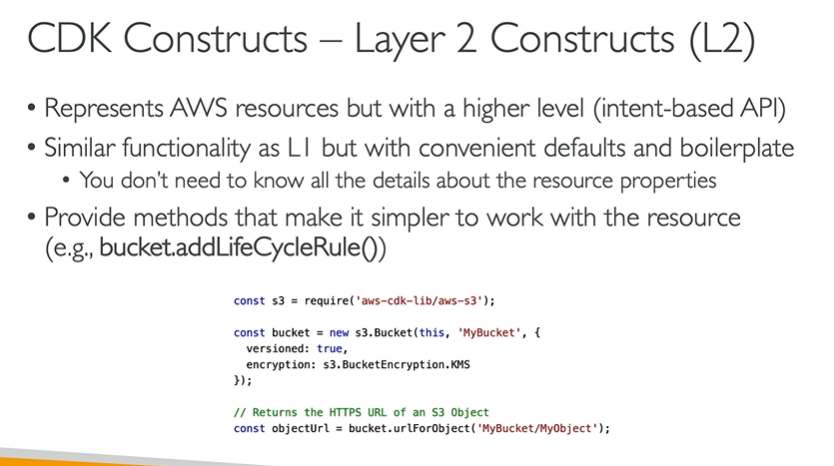 CDK Constructs – Layer 2 Constructs (L2)
• Represents AWS resources but with a higher level (intent-based API)
• Similar functionality as L1 but with convenient defaults and boilerplate
• You don't need to know all the details about the resource properties
• Provide methods that make it simpler to work with the resource
(e.g., bucket.addLifeCycleRule())
const s3 = require('aws-cdk-lib/aws-s3');
const bucket = new s3.Bucket(this, 'MyBucket', {
  versioned: true,
  encryption: s3.BucketEncryption.KMS
});
// Returns the HTTPS URL of an S3 Object
const objectUrl = bucket.urlForObject('MyBucket/MyObject');